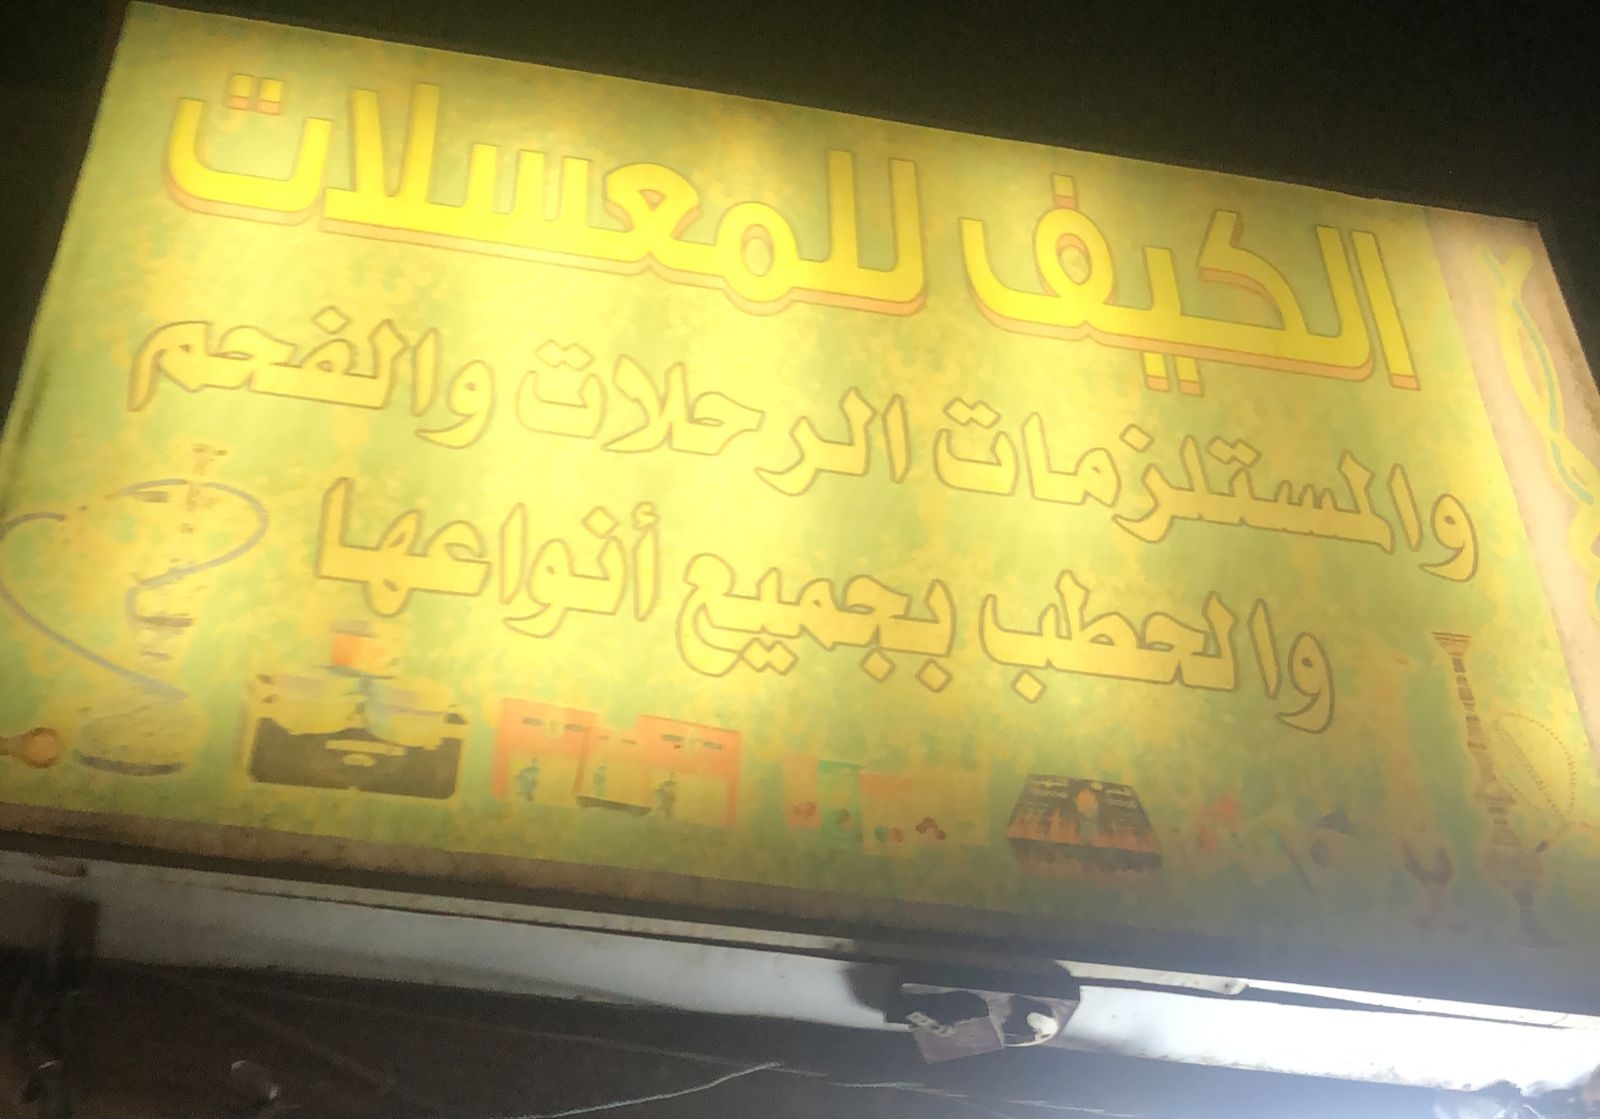 الكيف للمعسلات
والمستلزمات الرحلات والفحم
والحطب بجميع أنواعها